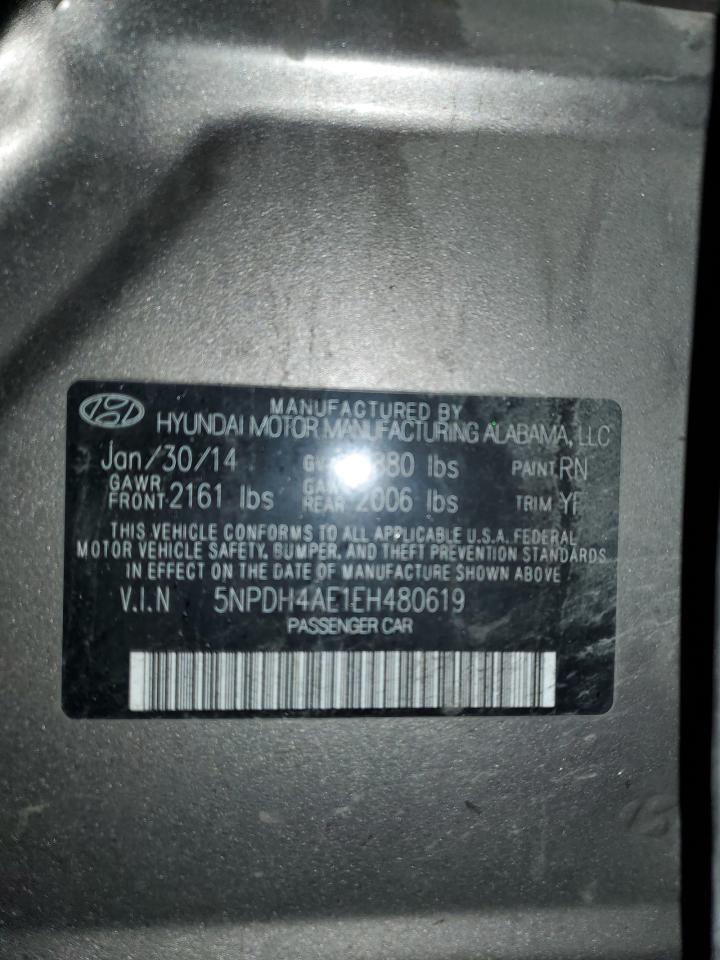 MANUFACTURED BY
HYUNDAI MOTOR MANUFACTURING ALABAMA, LLC
Jan/30/14 lbs PAINT: RN
GAWR FRONT 2161 lbs REAR 2006 lbs TRIM YF
THIS VEHICLE CONFORMS TO ALL APPLICABLE U.S.A. FEDERAL
MOTOR VEHICLE SAFETY, BUMPER, AND THEFT PREVENTION STANDARDS
IN EFFECT ON THE DATE OF MANUFACTURE SHOWN ABOVE
V.I.N 5NPDH4AE1EH480619
PASSENGER CAR